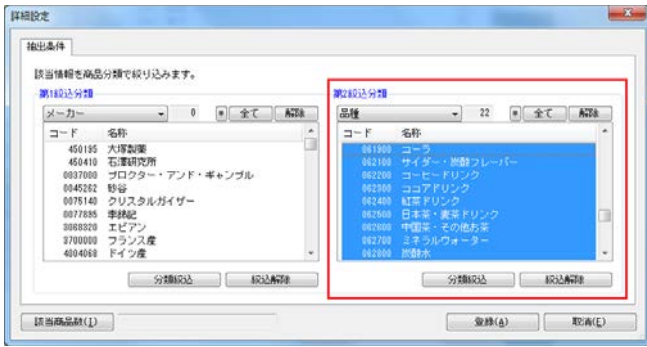 詳細設定
抽出条件
該当情報を商品分類で絞り込みます。
第1絞込分類
メーカー 0 * 全て 解除
コード 名称
450195 大塚製薬
450410 石澤研究所
0037000 プロクター・アンド・ギャンブル
0045262 砂谷
0075140 クリスタルガイザー
0077885 李錦記
3068320 エビアン
3700000 フランス産
4004068 ドイツ産
分類絞込 絞込解除
第2絞込分類
品種 22 * 全て 解除
コード 名称
061900 コーラ
062100 サイダー・炭酸フレーバー
062200 コーヒードリンク
062300 ココアドリンク
062400 紅茶ドリンク
062500 日本茶・麦茶ドリンク
062600 中国茶・その他お茶
062700 ミネラルウォーター
062800 炭酸水
分類絞込 絞込解除
該当商品数(I) 登録(A) 取消(E)